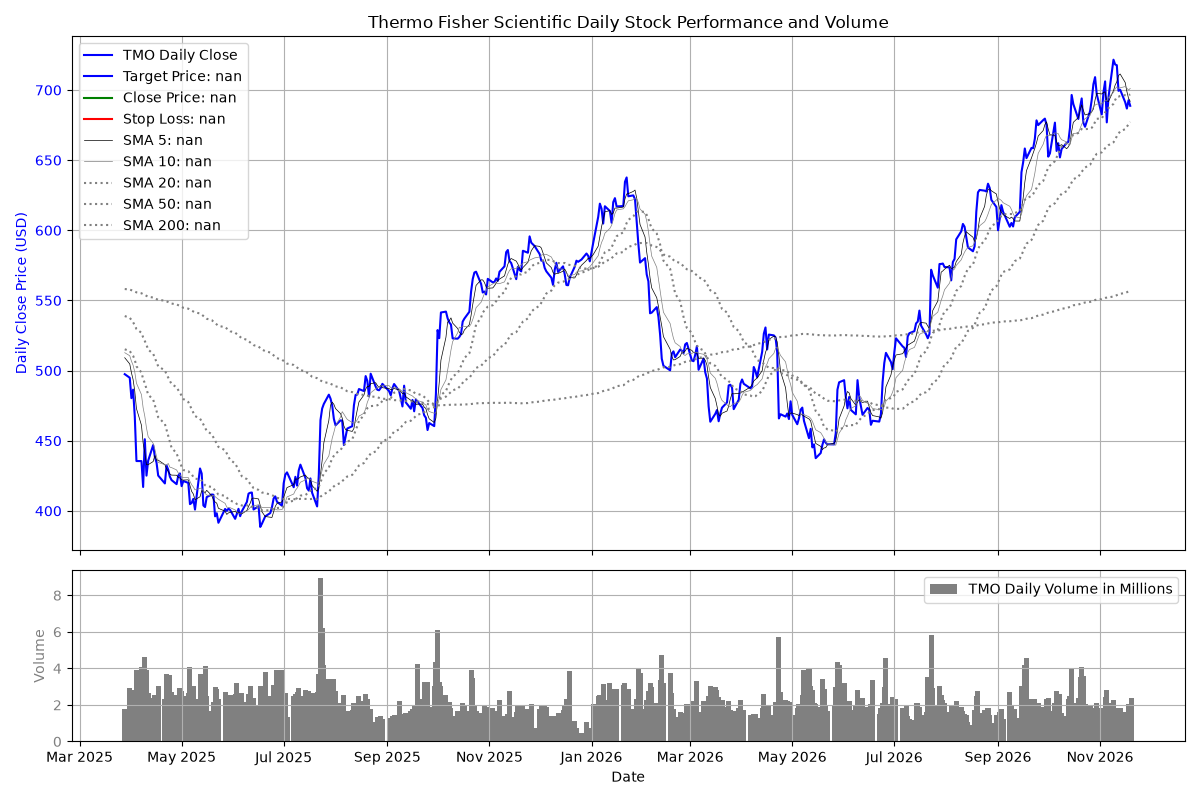 Thermo Fisher Scientific Daily Stock Performance and Volume
TMO Daily Close
Target Price: nan
Close Price: nan
Stop Loss: nan
SMA 5: nan
SMA 10: nan
SMA 20: nan
SMA 50: nan
SMA 200: nan
Daily Close Price (USD)
700
650
600
550
500
450
400
TMO Daily Volume in Millions
Volume
8
6
4
2
0
Mar 2025 May 2025 Jul 2025 Sep 2025 Nov 2025 Jan 2026 Mar 2026 May 2026 Jul 2026 Sep 2026 Nov 2026
Date